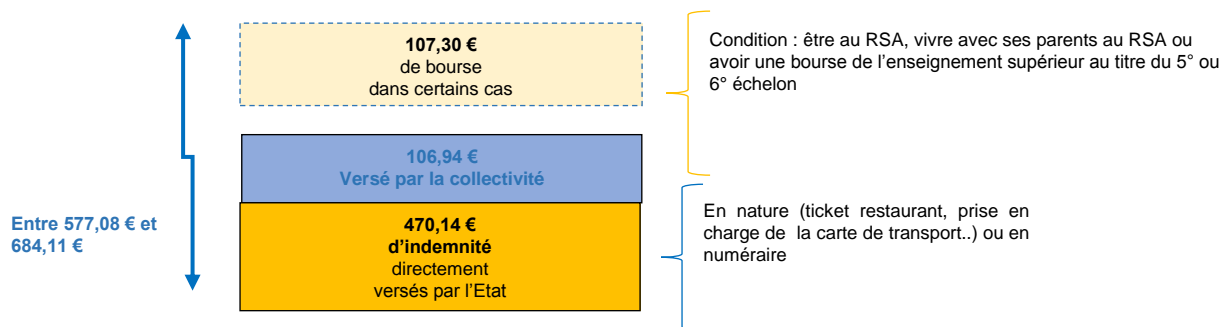 107,30 €
de bourse
dans certains cas
Condition : être au RSA, vivre avec ses parents au RSA ou
avoir une bourse de l'enseignement supérieur au titre du 5° ou
6° échelon
106,94 €
Versé par la collectivité
Entre 577,08 € et
684,11 €
470,14 €
d'indemnité
directement
versés par l'Etat
En nature (ticket restaurant, prise en
charge de la carte de transport..) ou en
numéraire